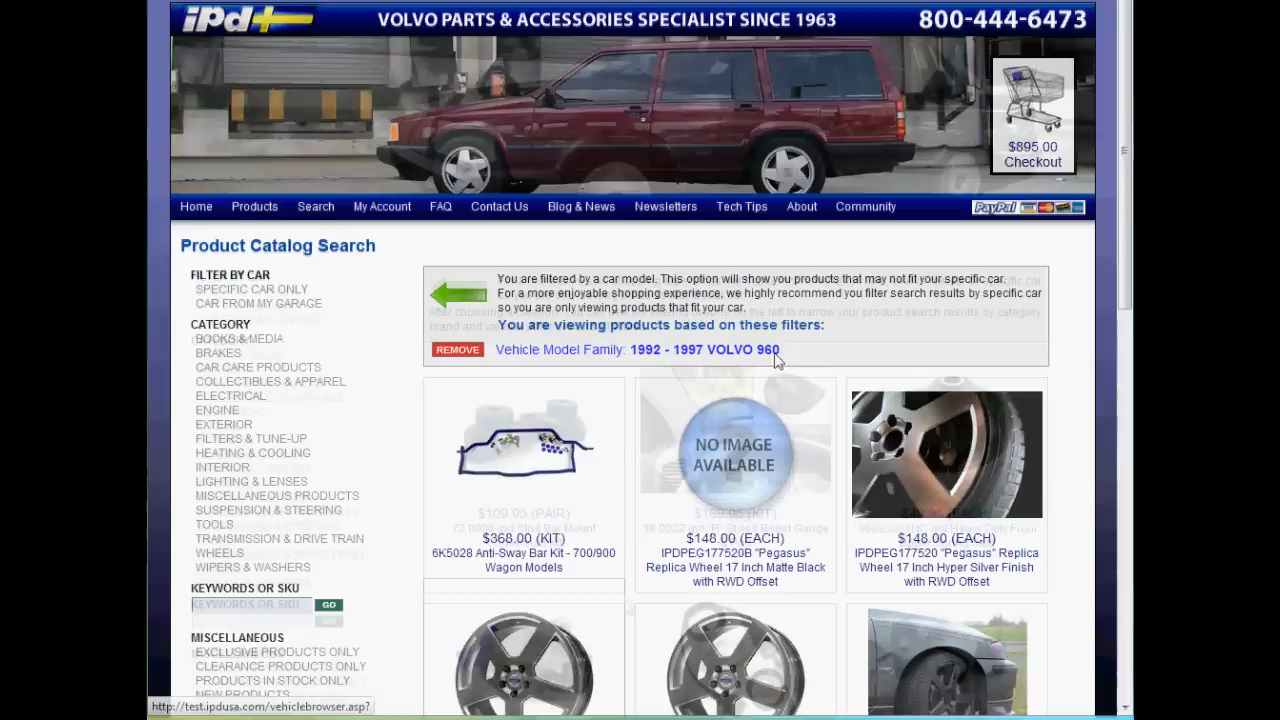 iPd
VOLVO PARTS & ACCESSORIES SPECIALIST SINCE 1963
800-444-6473
$895.00
Checkout
Home Products Search My Account FAQ Contact Us Blog & News Newsletters Tech Tips About Community
PayPal
Product Catalog Search
FILTER BY CAR
SPECIFIC CAR ONLY
CAR FROM MY GARAGE
CATEGORY
BOOKS & MEDIA
BRAKES
CAR CARE PRODUCTS
COLLECTIBLES & APPAREL
ELECTRICAL
ENGINE
EXTERIOR
FILTERS & TUNE-UP
HEATING & COOLING
INTERIOR
LIGHTING & LENSES
MISCELLANEOUS PRODUCTS
SUSPENSION & STEERING
TOOLS
TRANSMISSION & DRIVE TRAIN
WHEELS
WIPERS & WASHERS
KEYWORDS OR SKU
KEYWORDS OR SKU GO
MISCELLANEOUS
EXCLUSIVE PRODUCTS ONLY
CLEARANCE PRODUCTS ONLY
PRODUCTS IN STOCK ONLY
NEW PRODUCTS
You are filtered by a car model. This option will show you products that may not fit your specific car.
For a more enjoyable shopping experience, we highly recommend you filter search results by specific car
so you are only viewing products that fit your car.
You are viewing products based on these filters:
REMOVE Vehicle Model Family: 1992 - 1997 VOLVO 960
$109.95 (PAIR)
$368.00 (KIT)
6K5028 Anti-Sway Bar Kit - 700/900
Wagon Models
NO IMAGE
AVAILABLE
$169.95 (KIT)
$148.00 (EACH)
IPDPEG177520B "Pegasus"
Replica Wheel 17 Inch Matte Black
with RWD Offset
$148.00 (EACH)
IPDPEG177520 "Pegasus" Replica
Wheel 17 Inch Hyper Silver Finish
with RWD Offset
http://test.ipdusa.com/vehiclebrowser.asp?